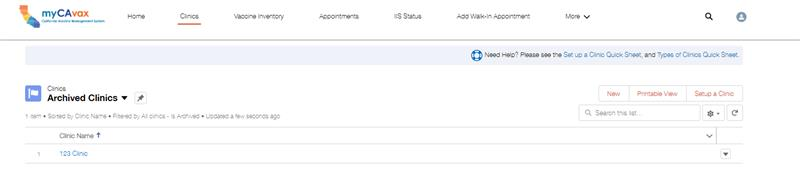 myCAvax
California Vaccine Management System
Home Clinics Vaccine Inventory Appointments IIS Status Add Walk-In Appointment More
Need Help? Please see the Set up a Clinic Quick Sheet, and Types of Clinics Quick Sheet.
Clinics
Archived Clinics
New Printable View Setup a Clinic
1 item • Sorted by Clinic Name • Filtered by All clinics - Is Archived • Updated a few seconds ago
Search this list...
Clinic Name
1 123 Clinic